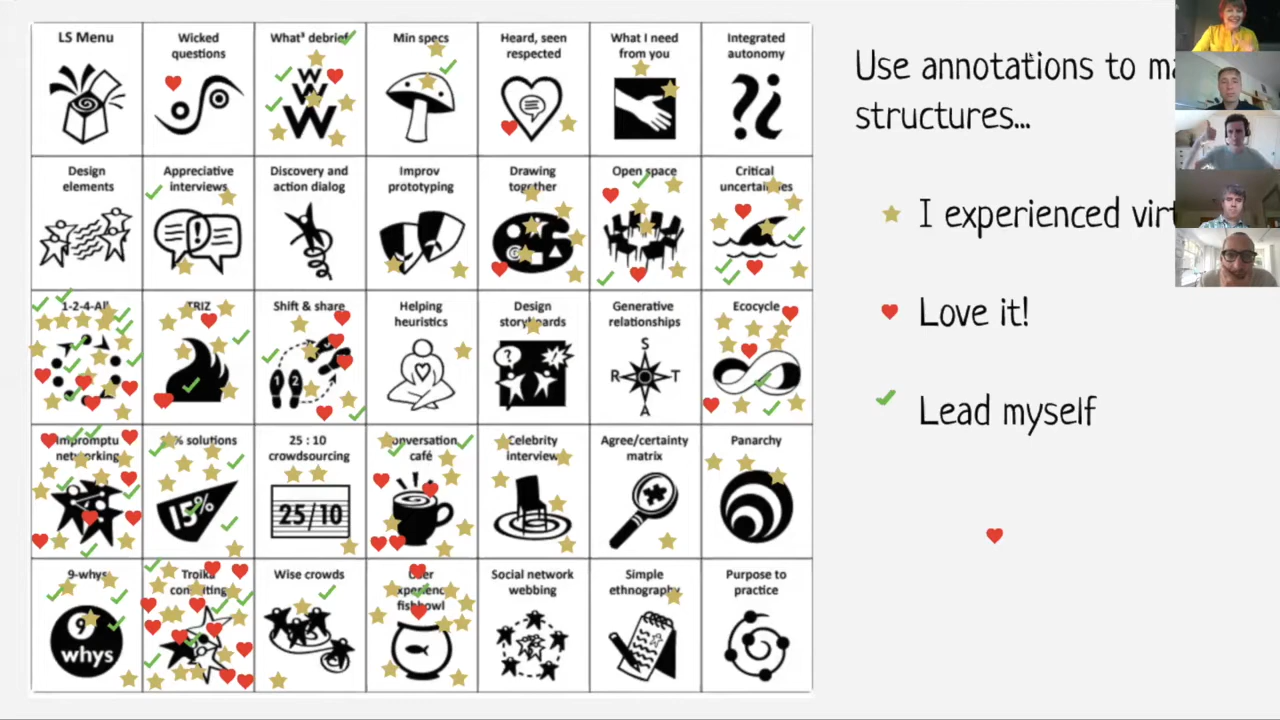 LS Menu
Wicked
questions
What³ debrief
Min specs
Heard, seen
respected
What I need
from you
Integrated
autonomy
W
W
W
Design
elements
Appreciative
interviews
Discovery and
action dialog
Improv
prototyping
Drawing
together
Open space
Critical
uncertainties
1-2-4-All
TRIZ
Shift & share
Helping
heuristics
Design
storyboards
Generative
relationships
Ecocycle
1 2
?
S
R T
A
Impromptu
networking
solutions
25 : 10
crowdsourcing
Conversation
café
Celebrity
interview
Agree/certainty
matrix
Panarchy
15%
25/10
9-whys
Troika
consulting
Wise crowds
User
experience
fishbowl
Social network
webbing
Simple
ethnography
Purpose to
practice
9
whys
Use annotations to
structures...
I experienced
Love it!
Lead myself